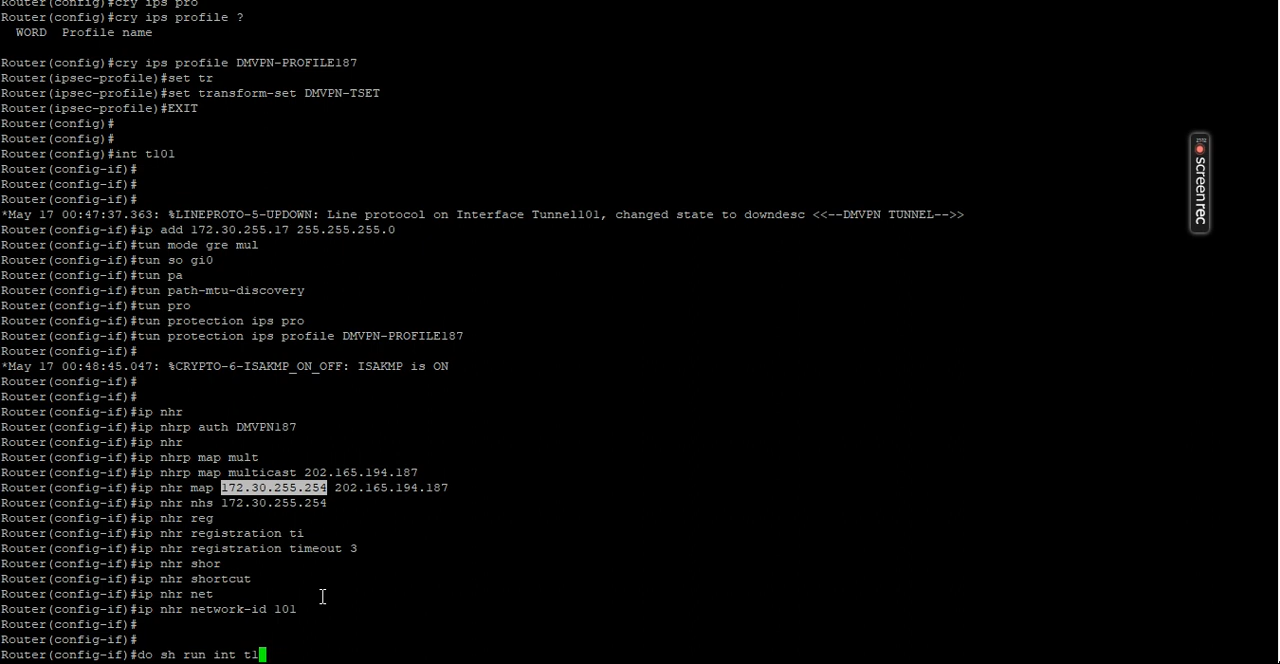 Router(config)#cry ips pro
Router(config)#cry ips profile ?
  WORD  Profile name

Router(config)#cry ips profile DMVPN-PROFILE187
Router(ipsec-profile)#set tr
Router(ipsec-profile)#set transform-set DMVPN-TSET
Router(ipsec-profile)#EXIT
Router(config)#
Router(config)#
Router(config)#int t101
Router(config-if)#
Router(config-if)#
Router(config-if)#
*May 17 00:47:37.363: %LINEPROTO-5-UPDOWN: Line protocol on Interface Tunnel101, changed state to downdesc <<--DMVPN TUNNEL-->>
Router(config-if)#ip add 172.30.255.17 255.255.255.0
Router(config-if)#tun mode gre mul
Router(config-if)#tun so gi0
Router(config-if)#tun pa
Router(config-if)#tun path-mtu-discovery
Router(config-if)#tun pro
Router(config-if)#tun protection ips pro
Router(config-if)#tun protection ips profile DMVPN-PROFILE187
Router(config-if)#
*May 17 00:48:45.047: %CRYPTO-6-ISAKMP_ON_OFF: ISAKMP is ON
Router(config-if)#
Router(config-if)#
Router(config-if)#ip nhr
Router(config-if)#ip nhrp auth DMVPN187
Router(config-if)#ip nhr
Router(config-if)#ip nhrp map mult
Router(config-if)#ip nhrp map multicast 202.165.194.187
Router(config-if)#ip nhr map 172.30.255.254 202.165.194.187
Router(config-if)#ip nhr nhs 172.30.255.254
Router(config-if)#ip nhr reg
Router(config-if)#ip nhr registration ti
Router(config-if)#ip nhr registration timeout 3
Router(config-if)#ip nhr shor
Router(config-if)#ip nhr shortcut
Router(config-if)#ip nhr net
Router(config-if)#ip nhr network-id 101
Router(config-if)#
Router(config-if)#
Router(config-if)#do sh run int t1
screenrec